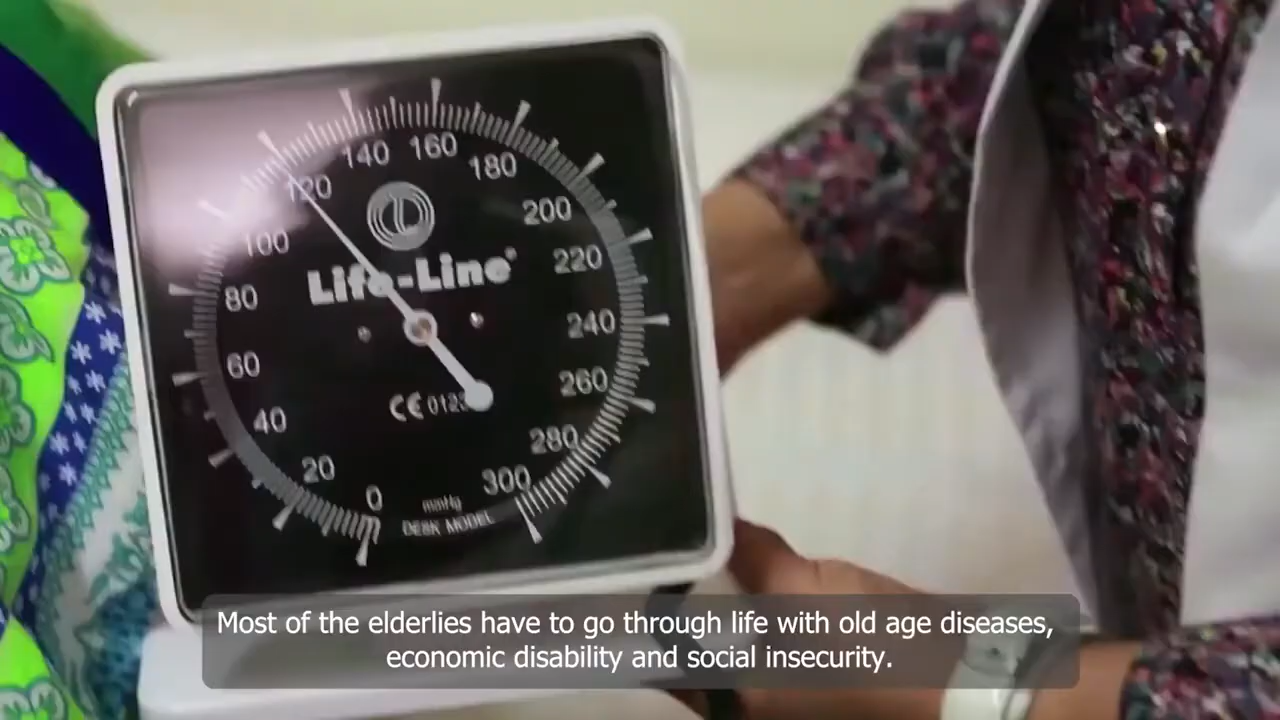 140 160
120 180
100 200
Life-Line®
220
80
240
60
260
CE 0123
40
280
20
300
0
mmHg
DESK MODEL
Most of the elderlies have to go through life with old age diseases,
economic disability and social insecurity.